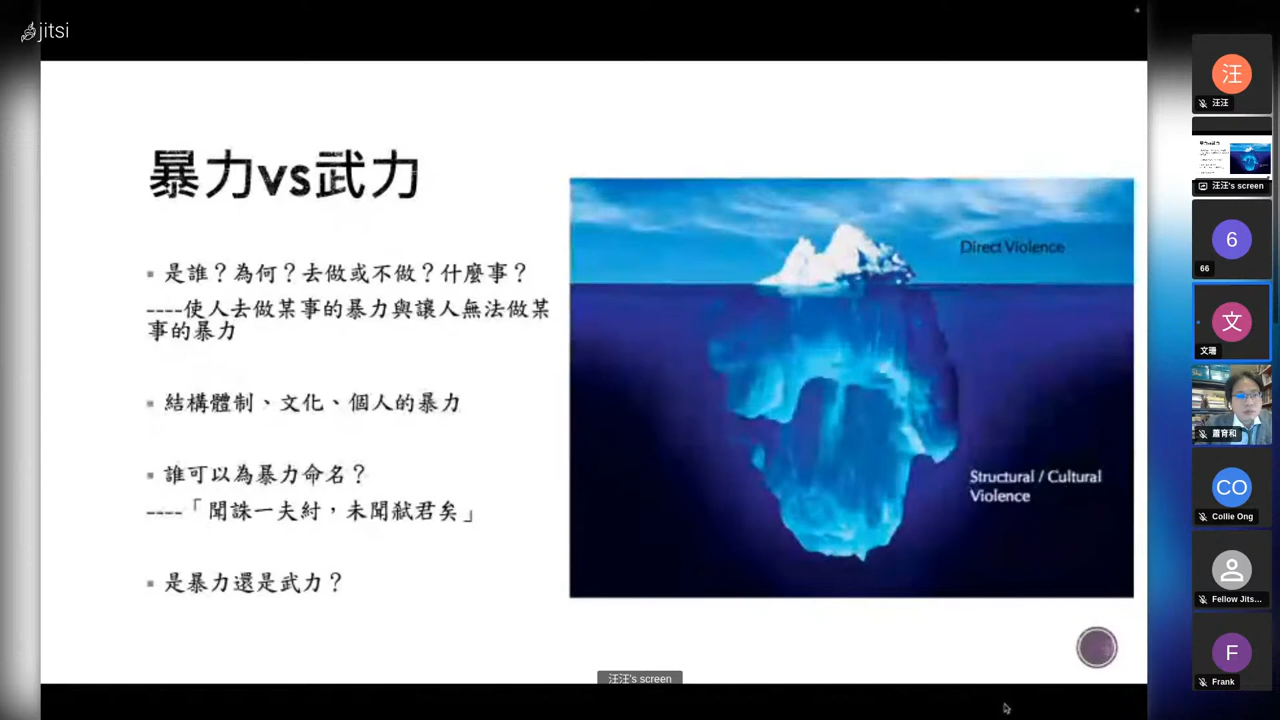 jitsi
暴力vs武力
▪ 是誰？為何？去做或不做？什麼事？
----使人去做某事的暴力與讓人無法做某
事的暴力
▪ 結構體制、文化、個人的暴力
▪ 誰可以為暴力命名？
----「聞誅一夫紂，未聞弒君矣」
▪ 是暴力還是武力？
Direct Violence
Structural / Cultural
Violence
汪汪's screen
汪
汪汪
汪汪's screen
6
66
文
文珊
蕭育和
CO
Collie Ong
Fellow Jits...
F
Frank